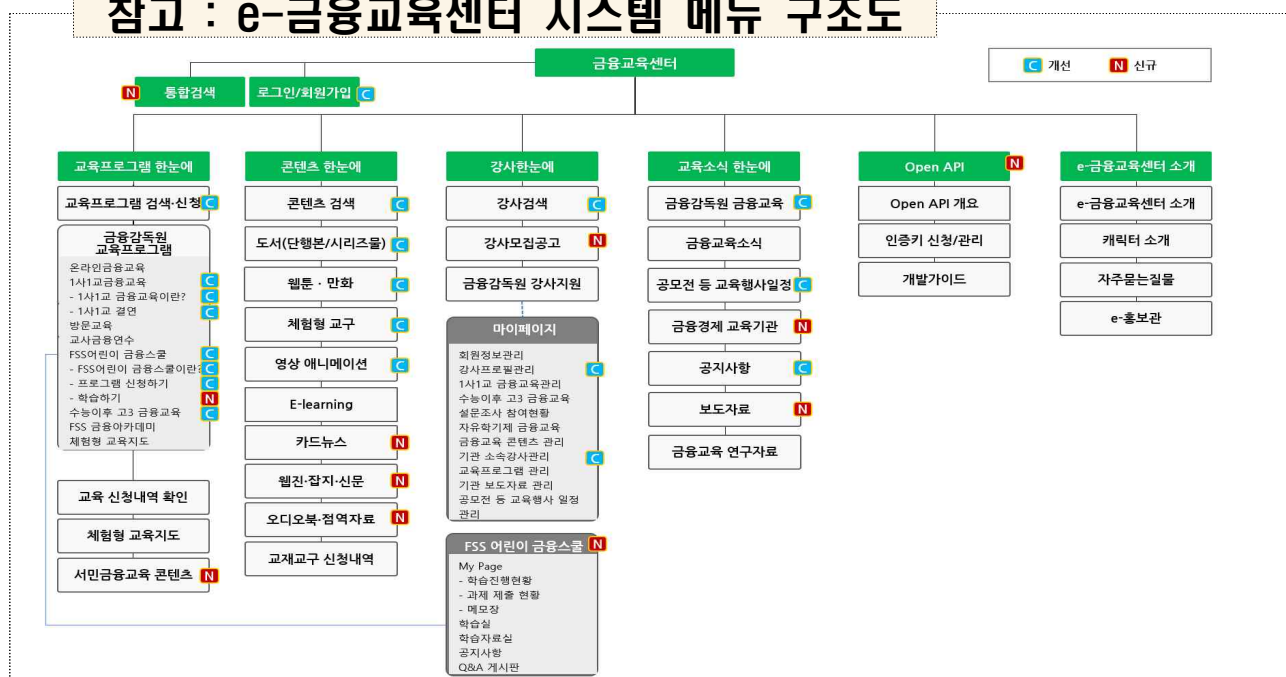 참고 : e-금융교육센터 시스템 메뉴 구조도
금융교육센터
C 개선 N 신규
N 통합검색
로그인/회원가입 C
교육프로그램 한눈에
교육프로그램 검색·신청 C
금융감독원
교육프로그램
온라인금융교육
1사1교금융교육 C
- 1사1교 금융교육이란? C
- 1사1교 결연 C
방문교육
교사금융연수
FSS어린이 금융스쿨 C
- FSS어린이 금융스쿨이란? C
- 프로그램 신청하기 C
- 학습하기 N
수능이후 고3 금융교육 C
FSS 금융아카데미
체험형 교육지도
교육 신청내역 확인
체험형 교육지도
서민금융교육 콘텐츠 N
콘텐츠 한눈에
콘텐츠 검색 C
도서(단행본/시리즈물) C
웹툰 · 만화 C
체험형 교구 C
영상 애니메이션 C
E-learning
카드뉴스 N
웹진·잡지·신문 N
오디오북·점역자료 N
교재교구 신청내역
강사한눈에
강사검색 C
강사모집공고 N
금융감독원 강사지원
마이페이지
회원정보관리
강사프로필관리 C
1사1교 금융교육관리
수능이후 고3 금융교육
설문조사 참여현황
자유학기제 금융교육
금융교육 콘텐츠 관리
기관 소속강사관리 C
교육프로그램 관리
기관 보도자료 관리
공모전 등 교육행사 일정
관리
FSS 어린이 금융스쿨 N
My Page
- 학습진행현황
- 과제 제출 현황
- 메모장
학습실
학습자료실
공지사항
Q&A 게시판
교육소식 한눈에
금융감독원 금융교육 C
금융교육소식
공모전 등 교육행사일정 C
금융경제 교육기관 N
공지사항 C
보도자료 N
금융교육 연구자료
Open API N
Open API 개요
인증키 신청/관리
개발가이드
e-금융교육센터 소개
e-금융교육센터 소개
캐릭터 소개
자주묻는질물
e-홍보관